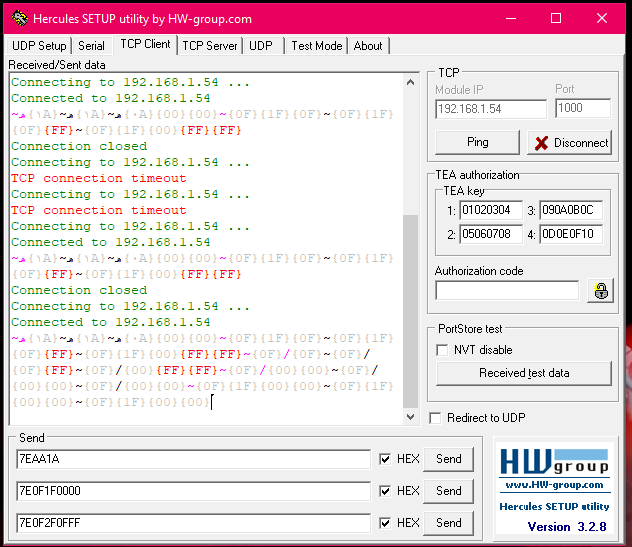 Hercules SETUP utility by HW-group.com
UDP Setup
Serial
TCP Client
TCP Server
UDP
Test Mode
About
Received/Sent data
Connecting to 192.168.1.54 ...
Connected to 192.168.1.54
{0F}{1F}{0F}~{0F}{1F}
{0F}{FF}~{0F}{1F}{0F}{FF}{FF}
Connection closed
Connecting to 192.168.1.54 ...
TCP connection timeout
Connecting to 192.168.1.54 ...
TCP connection timeout
Connecting to 192.168.1.54 ...
Connected to 192.168.1.54
{0F}{1F}{0F}~{0F}{1F}
{0F}{FF}~{0F}{1F}{0F}{FF}{FF}
Connection closed
Connecting to 192.168.1.54 ...
Connected to 192.168.1.54
{0F}{1F}{0F}~{0F}{1F}
{0F}{FF}~{0F}{1F}{00}{FF}{FF}~{0F}/{0F}~{0F}/
{0F}{FF}~{0F}/{00}{FF}{FF}~{0F}/{00}{00}~{0F}/
{00}{00}~{0F}/{00}{00}~{0F}{1F}{00}{00}~{0F}{1F}
{00}{00}~{0F}{1F}{00}{00}
TCP
Module IP
Port
192.168.1.54
1000
Ping
Disconnect
TEA authorization
TEA key
1: 01020304
3: 090A0B0C
2: 05060708
4: 0D0E0F10
Authorization code
PortStore test
NVT disable
Received test data
Redirect to UDP
Send
7EAA1A
HEX
Send
7E0F1F0000
HEX
Send
7E0F2F0FFF
HEX
Send
HW group
www.HW-group.com
Hercules SETUP utility
Version 3.2.8